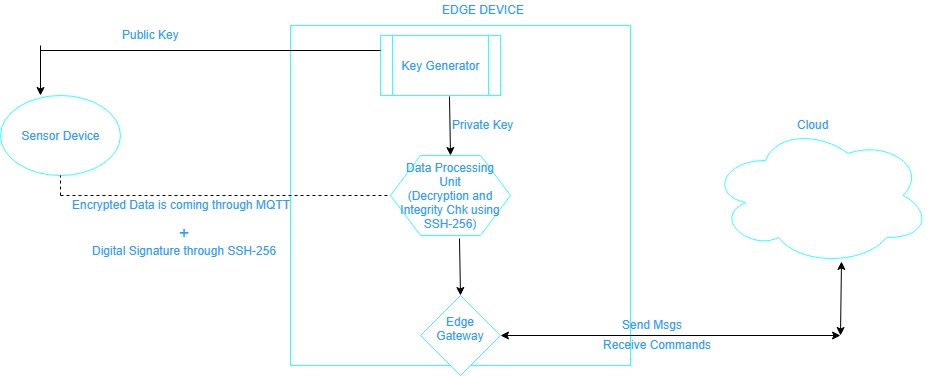 EDGE DEVICE
Public Key
Key Generator
Private Key
Sensor Device
Cloud
Data Processing
Unit
(Decryption and
Integrity Chk using
SSH-256)
Encrypted Data is coming through MQTT
+
Digital Signature through SSH-256
Edge
Gateway
Send Msgs
Receive Commands